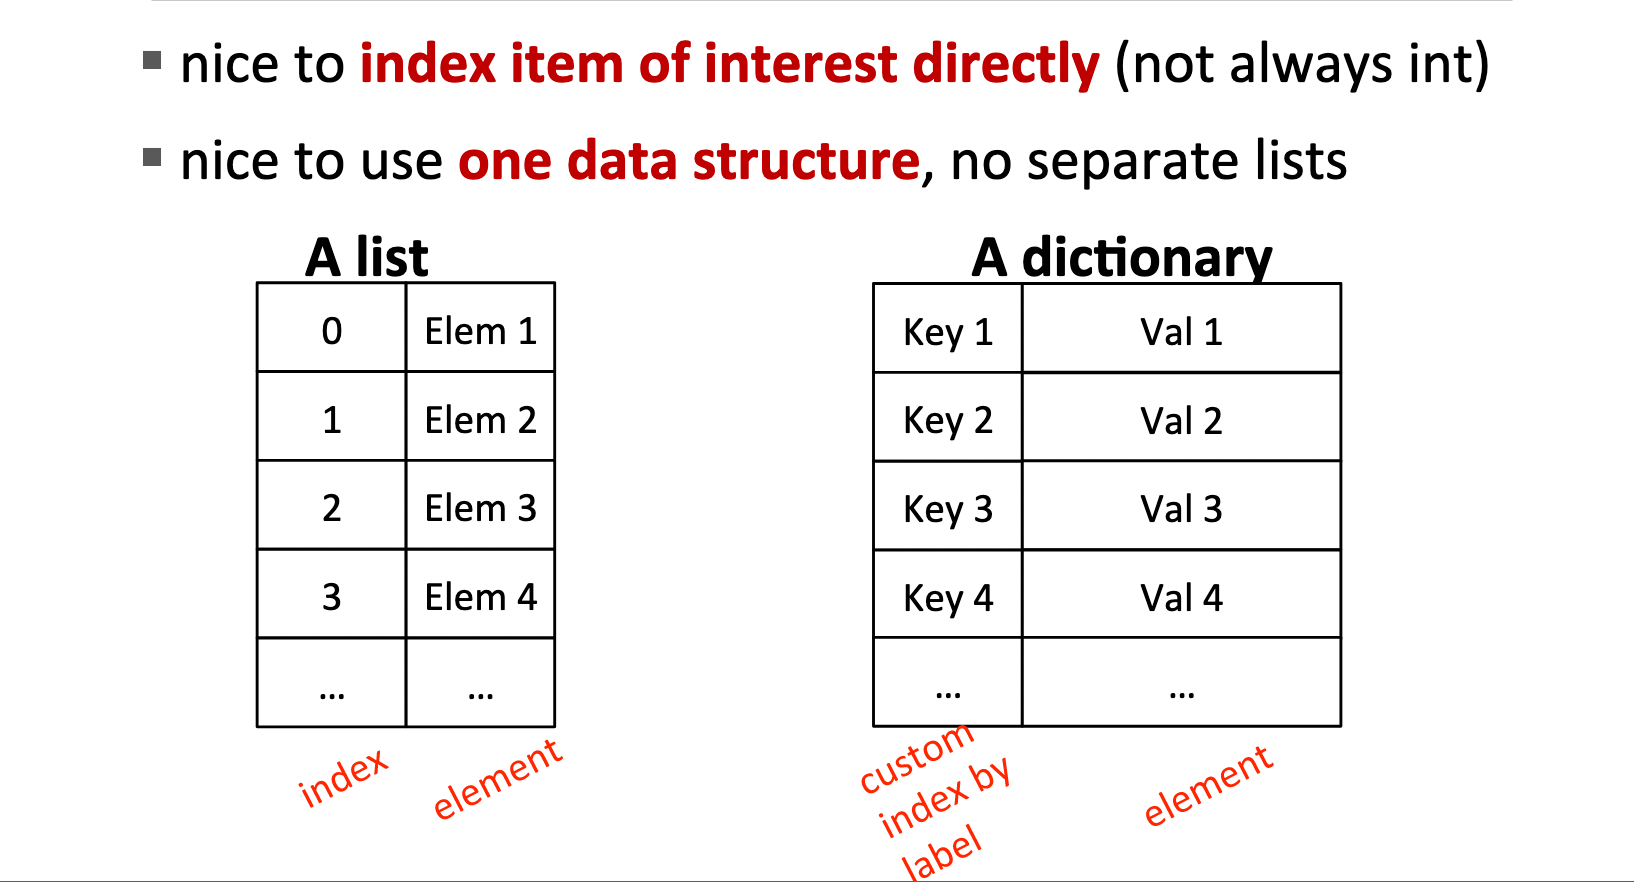 nice to index item of interest directly (not always int)
nice to use one data structure, no separate lists
A list
0 Elem 1
1 Elem 2
2 Elem 3
3 Elem 4
... ...
index element
A dictionary
Key 1 Val 1
Key 2 Val 2
Key 3 Val 3
Key 4 Val 4
... ...
custom
index by
label
element